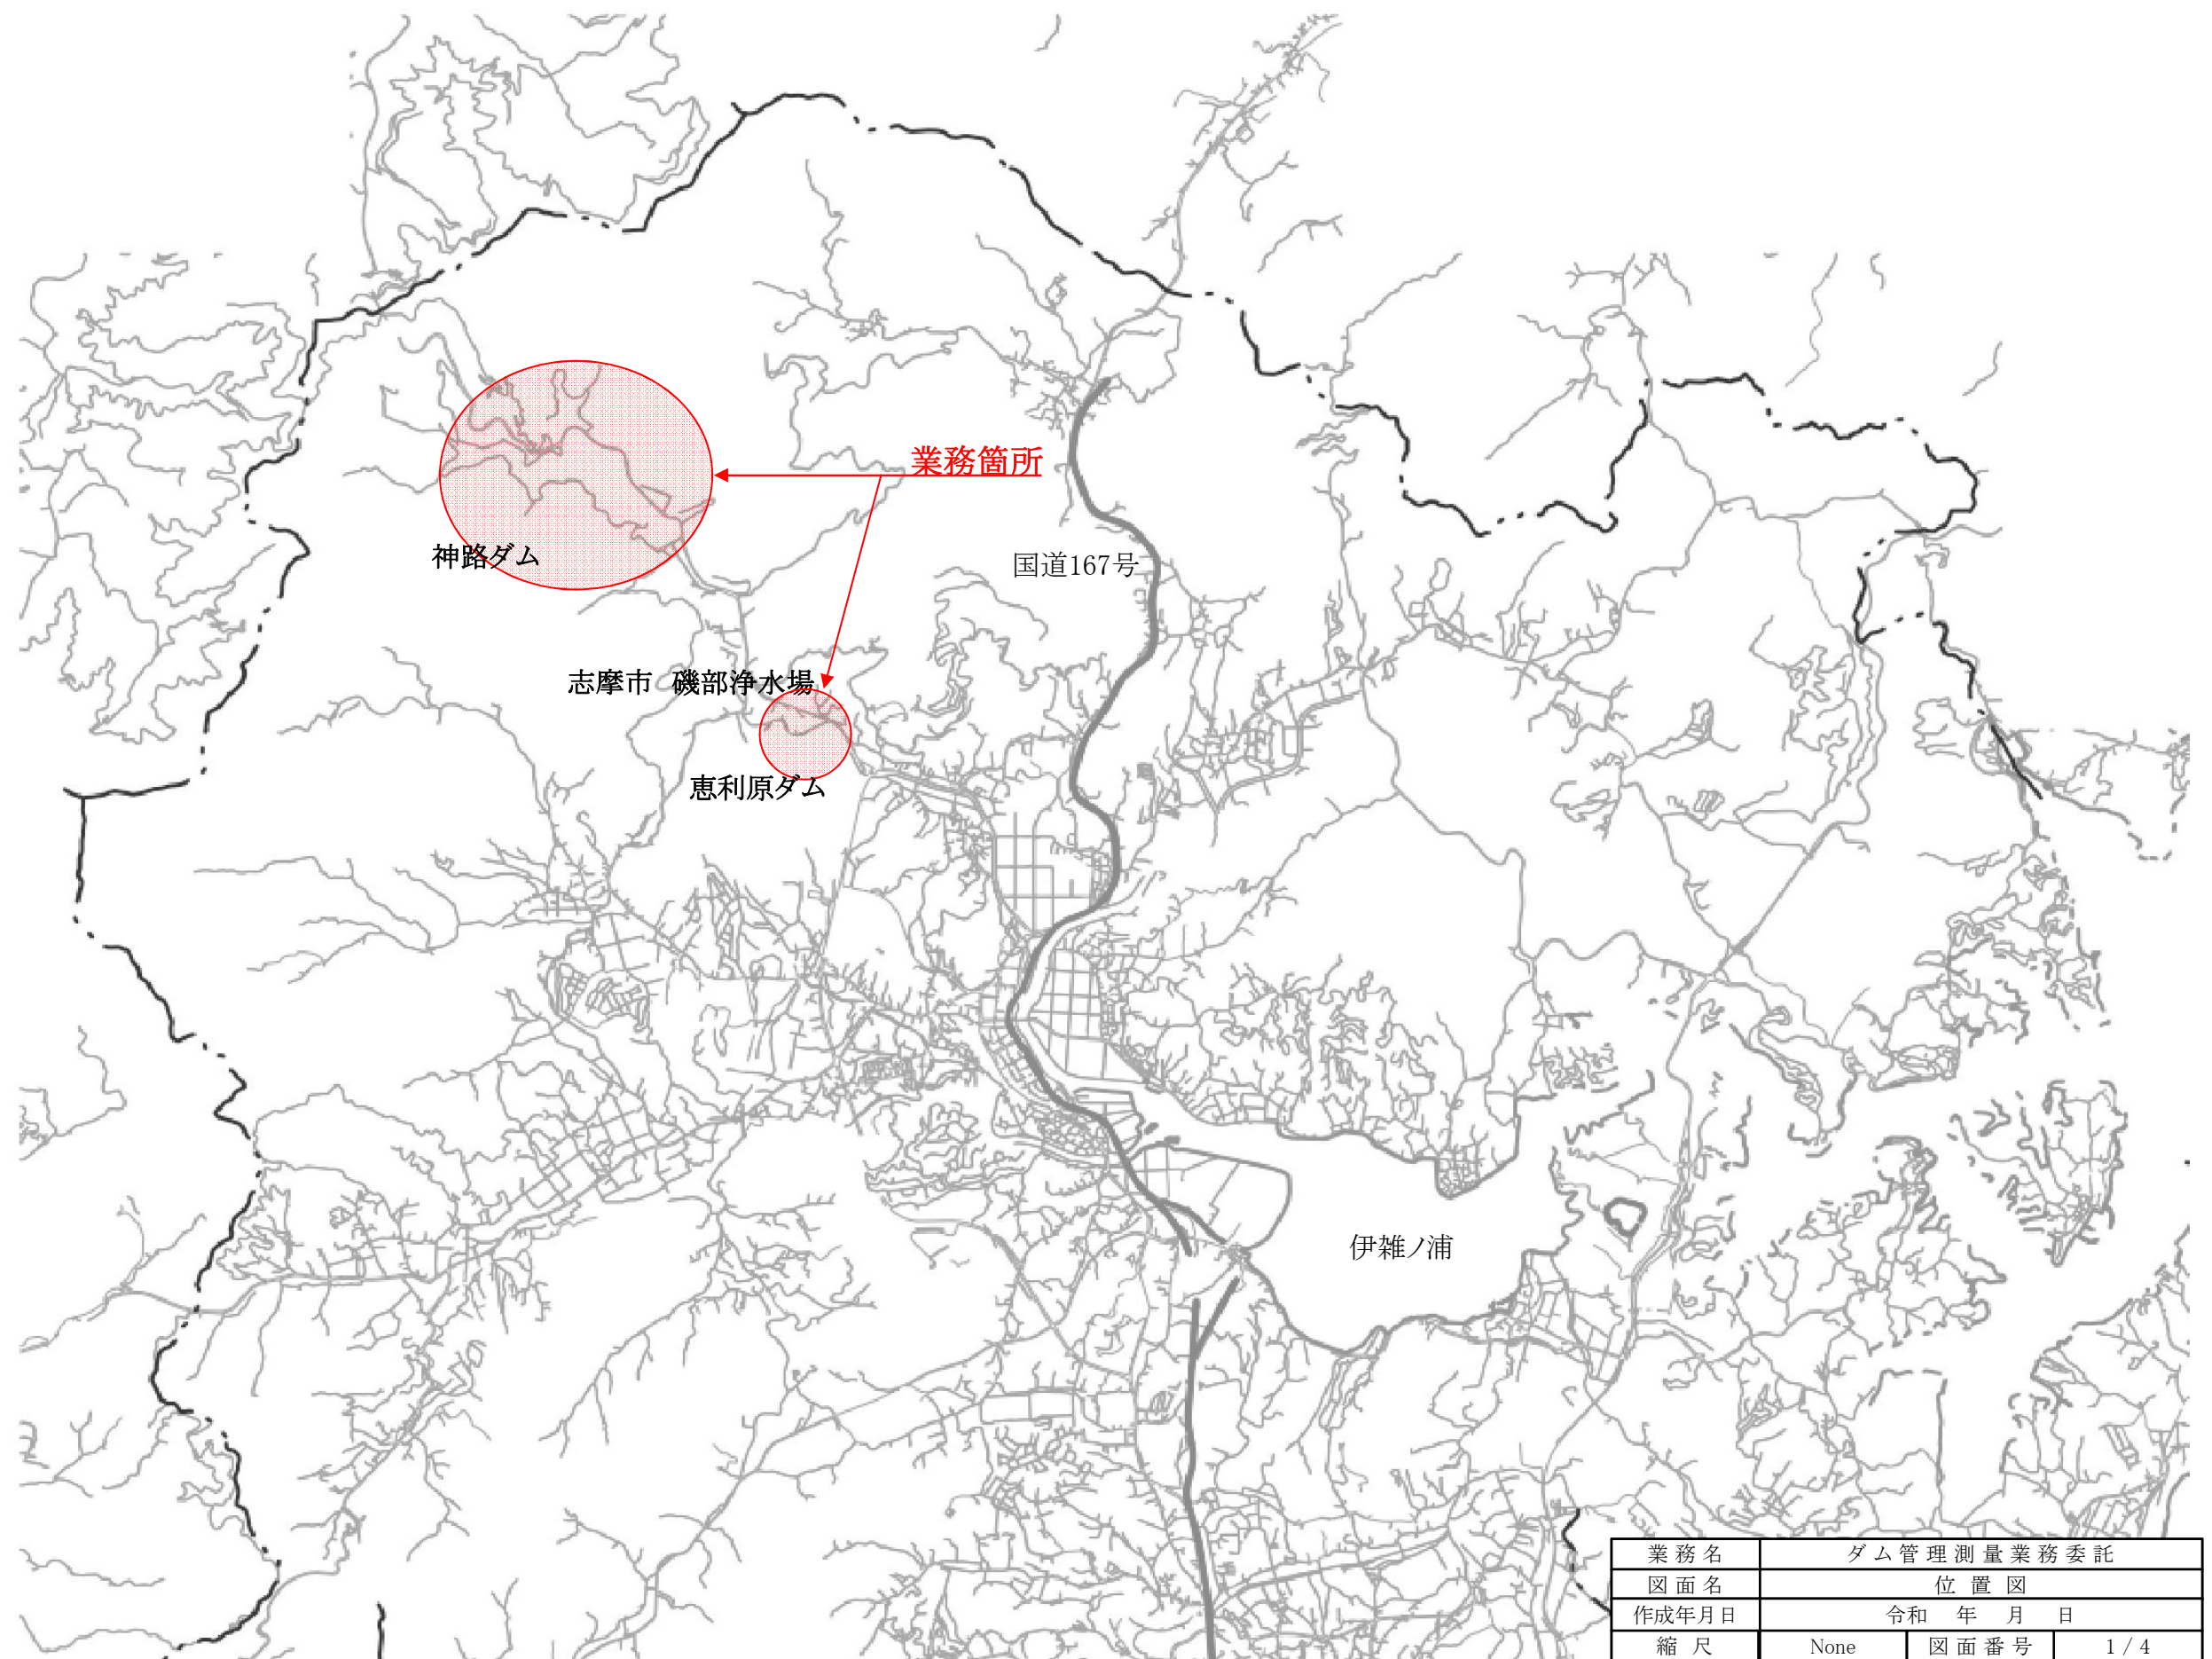 業務箇所
神路ダム
国道167号
志摩市 磯部浄水場
恵利原ダム
伊雑ノ浦
業務名 ダム管理測量業務委託
図面名 位置図
作成年月日 令和 年 月 日
縮尺 None 図面番号 1/4